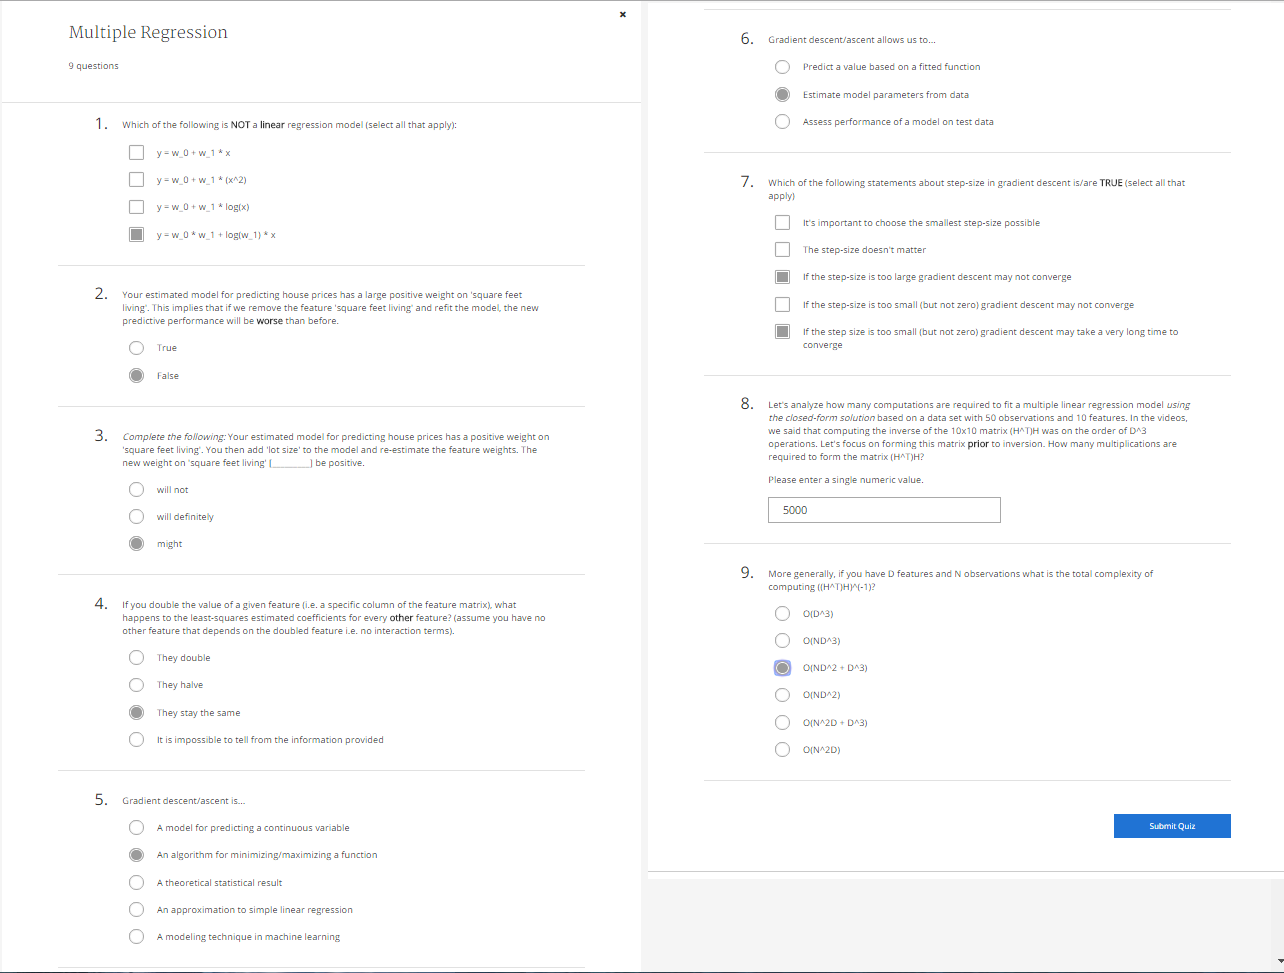 Multiple Regression
9 questions
1. Which of the following is NOT a linear regression model (select all that apply):
y = w_0 + w_1 * x
y = w_0 + w_1 * (x^2)
y = w_0 + w_1 * log(x)
y = w_0 * w_1 + log(w_1) * x
2. Your estimated model for predicting house prices has a large positive weight on 'square feet
living'. This implies that if we remove the feature 'square feet living' and refit the model, the new
predictive performance will be worse than before.
True
False
3. Complete the following: Your estimated model for predicting house prices has a positive weight on
'square feet living'. You then add 'lot size' to the model and re-estimate the feature weights. The
new weight on 'square feet living' [________] be positive.
will not
will definitely
might
4. If you double the value of a given feature (i.e. a specific column of the feature matrix), what
happens to the least-squares estimated coefficients for every other feature? (assume you have no
other feature that depends on the doubled feature i.e. no interaction terms).
They double
They halve
They stay the same
It is impossible to tell from the information provided
5. Gradient descent/ascent is...
A model for predicting a continuous variable
An algorithm for minimizing/maximizing a function
A theoretical statistical result
An approximation to simple linear regression
A modeling technique in machine learning
6. Gradient descent/ascent allows us to...
Predict a value based on a fitted function
Estimate model parameters from data
Assess performance of a model on test data
7. Which of the following statements about step-size in gradient descent is/are TRUE (select all that
apply)
It's important to choose the smallest step-size possible
The step-size doesn't matter
If the step-size is too large gradient descent may not converge
If the step-size is too small (but not zero) gradient descent may not converge
If the step size is too small (but not zero) gradient descent may take a very long time to
converge
8. Let's analyze how many computations are required to fit a multiple linear regression model using
the closed-form solution based on a data set with 50 observations and 10 features. In the videos,
we said that computing the inverse of the 10x10 matrix (H^T)H was on the order of D^3
operations. Let's focus on forming this matrix prior to inversion. How many multiplications are
required to form the matrix (H^T)H?
Please enter a single numeric value.
5000
9. More generally, if you have D features and N observations what is the total complexity of
computing ((H^T)H)^(-1)?
O(D^3)
O(ND^3)
O(ND^2 + D^3)
O(ND^2)
O(N^2D + D^3)
O(N^2D)
Submit Quiz